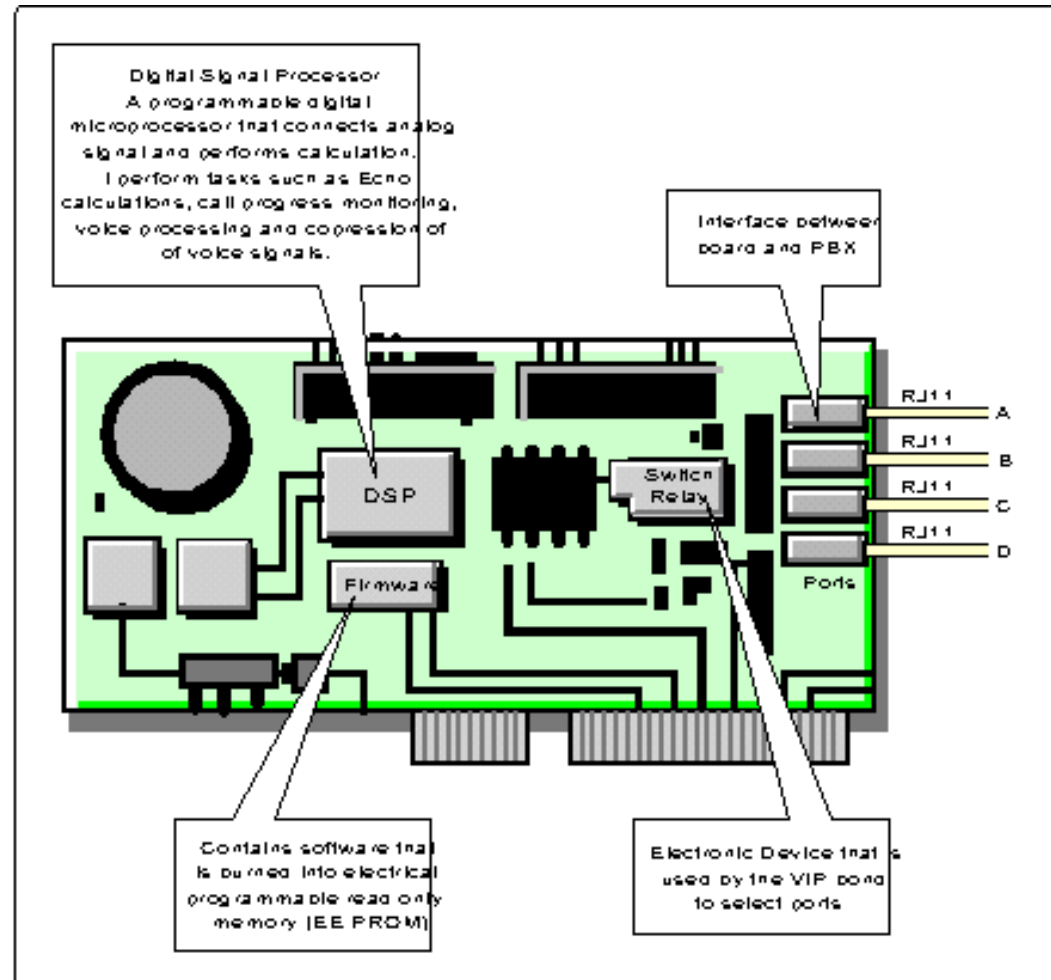 Digital Signal Processor
A programmable digital
microprocessor that connects analog
signal and performs calculation.
I perform tasks such as Echo
calculations, call progress monitoring,
voice processing and copression of
of voice signals.
Interface between
board and PBX
RJ11
A
RJ11
B
RJ11
C
RJ11
D
Ports
DSP
Switch
Relay
Firmware
Contains software that
is burned into electrical
programmable read only
memory (EE PROM)
Electronic Device that is
used by the VIP bord
to select ports